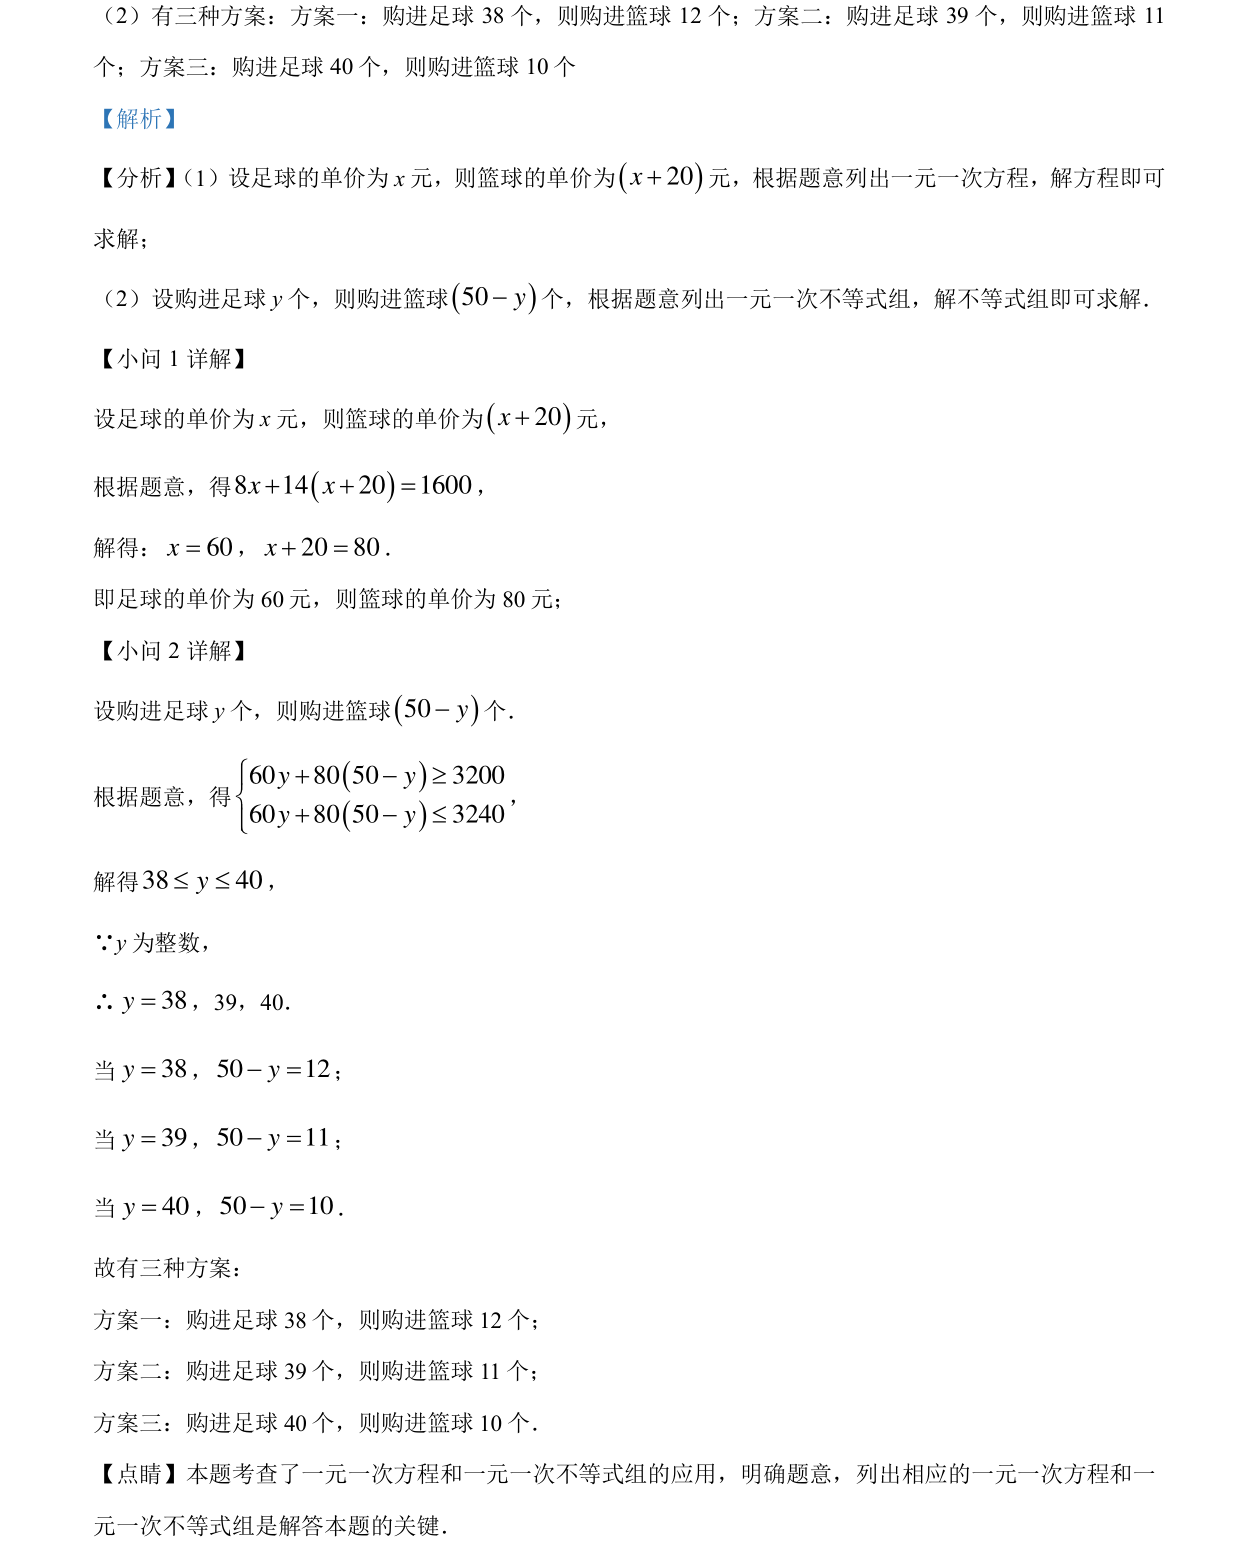 （2）有三种方案：方案一：购进足球 38 个，则购进篮球 12 个；方案二：购进足球 39 个，则购进篮球 11
个；方案三：购进足球 40 个，则购进篮球 10 个
【解析】
【分析】（1）设足球的单价为 x 元，则篮球的单价为(x+20)元，根据题意列出一元一次方程，解方程即可
求解；
（2）设购进足球 y 个，则购进篮球(50−y)个，根据题意列出一元一次不等式组，解不等式组即可求解．
【小问 1 详解】
设足球的单价为 x 元，则篮球的单价为(x+20)元，
根据题意，得8x+14(x+20)=1600，
解得：x=60，x+20=80．
即足球的单价为 60 元，则篮球的单价为 80 元；
【小问 2 详解】
设购进足球 y 个，则购进篮球(50−y)个．
根据题意，得{60y+80(50−y)≥3200
60y+80(50−y)≤3240，
解得38≤y≤40，
∵y 为整数，
∴y=38，39，40．
当 y=38，50−y=12；
当 y=39，50−y=11；
当 y=40，50−y=10．
故有三种方案：
方案一：购进足球 38 个，则购进篮球 12 个；
方案二：购进足球 39 个，则购进篮球 11 个；
方案三：购进足球 40 个，则购进篮球 10 个．
【点睛】本题考查了一元一次方程和一元一次不等式组的应用，明确题意，列出相应的一元一次方程和一
元一次不等式组是解答本题的关键．